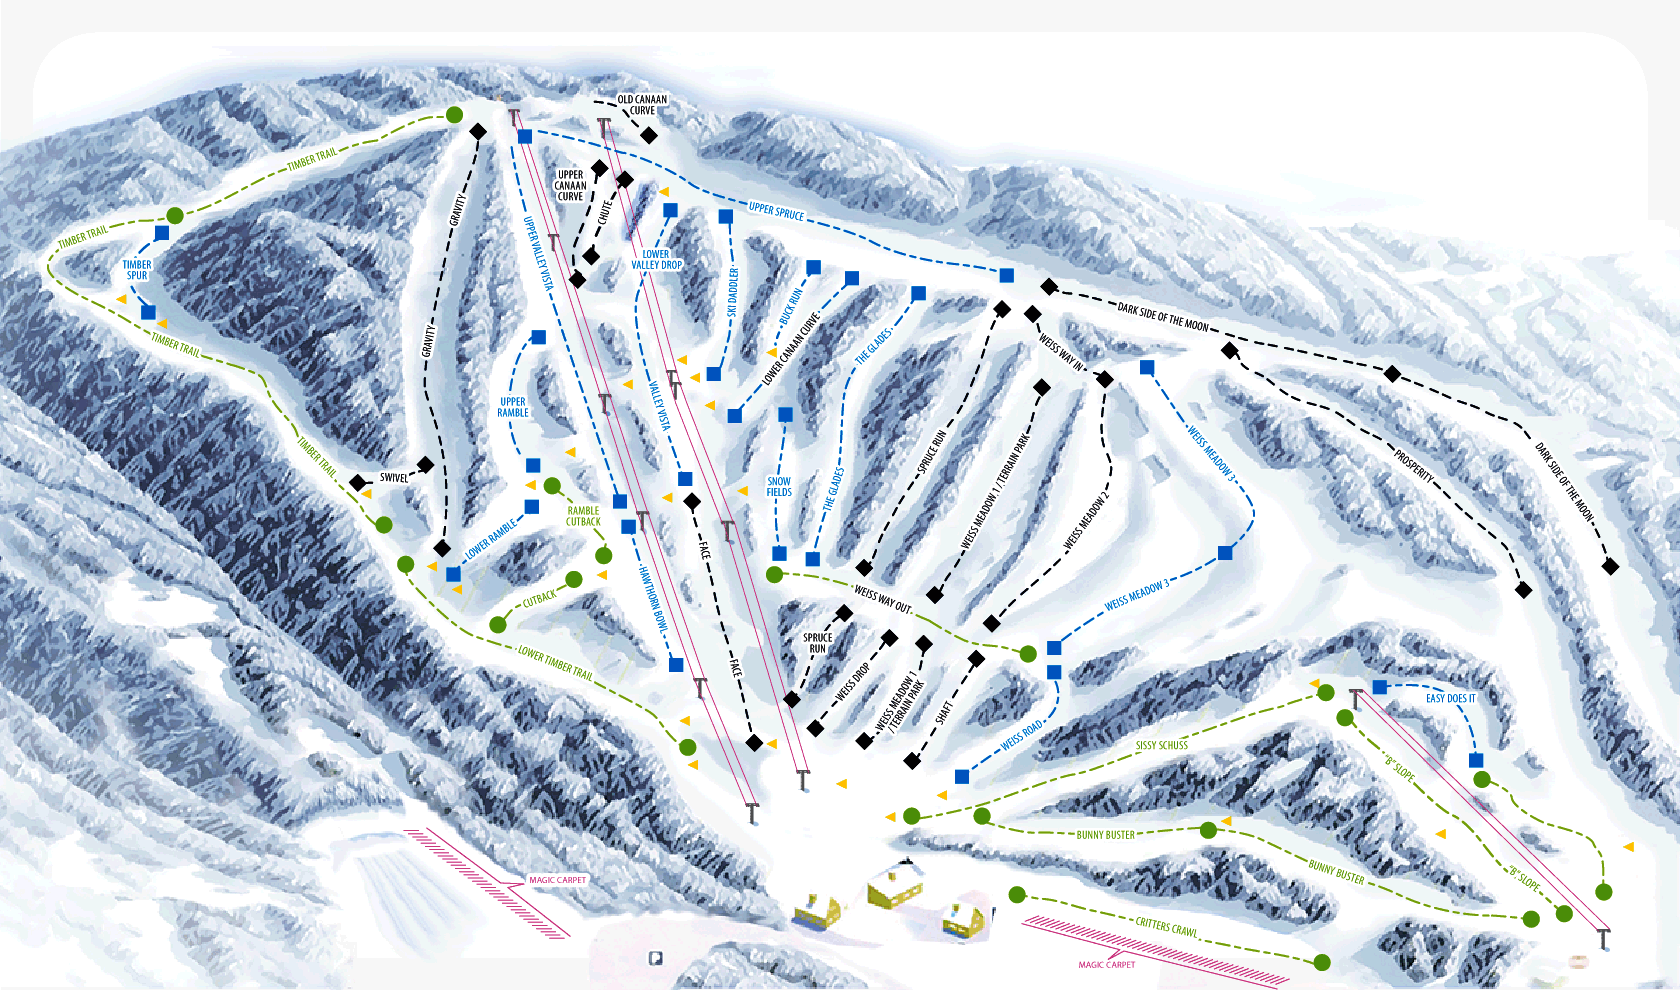 OLD CANAAN
CURVE
TIMBER TRAIL
UPPER
CANAAN
CURVE
CHUTE
GRAVITY
UPPER SPRUCE
TIMBER TRAIL
TIMBER
SPUR
UPPER VALLEY VISTA
LOWER
VALLEY DROP
SKI DADDLER
BUCK RUN
LOWER CANAAN CURVE
THE GLADES
DARK SIDE OF THE MOON
WEISS WAY IN
TIMBER TRAIL
GRAVITY
UPPER
RAMBLE
VALLEY VISTA
TIMBER TRAIL
SWIVEL
SNOW
FIELDS
THE GLADES
SPRUCE RUN
WEISS MEADOW 1/TERRAIN PARK
WEISS MEADOW 2
WEISS MEADOW 3
PROSPERITY
DARK SIDE OF THE MOON
RAMBLE
CUTBACK
LOWER RAMBLE
FACE
HAWTHORN BOWL
CUTBACK
WEISS WAY OUT
WEISS MEADOW 3
SPRUCE
RUN
LOWER TIMBER TRAIL
FACE
WEISS DROP
WEISS MEADOW 1
/TERRAIN PARK
SHAFT
WEISS ROAD
EASY DOES IT
SISSY SCHUSS
"B" SLOPE
BUNNY BUSTER
BUNNY BUSTER
"B" SLOPE
MAGIC CARPET
CRITTERS CRAWL
MAGIC CARPET
P